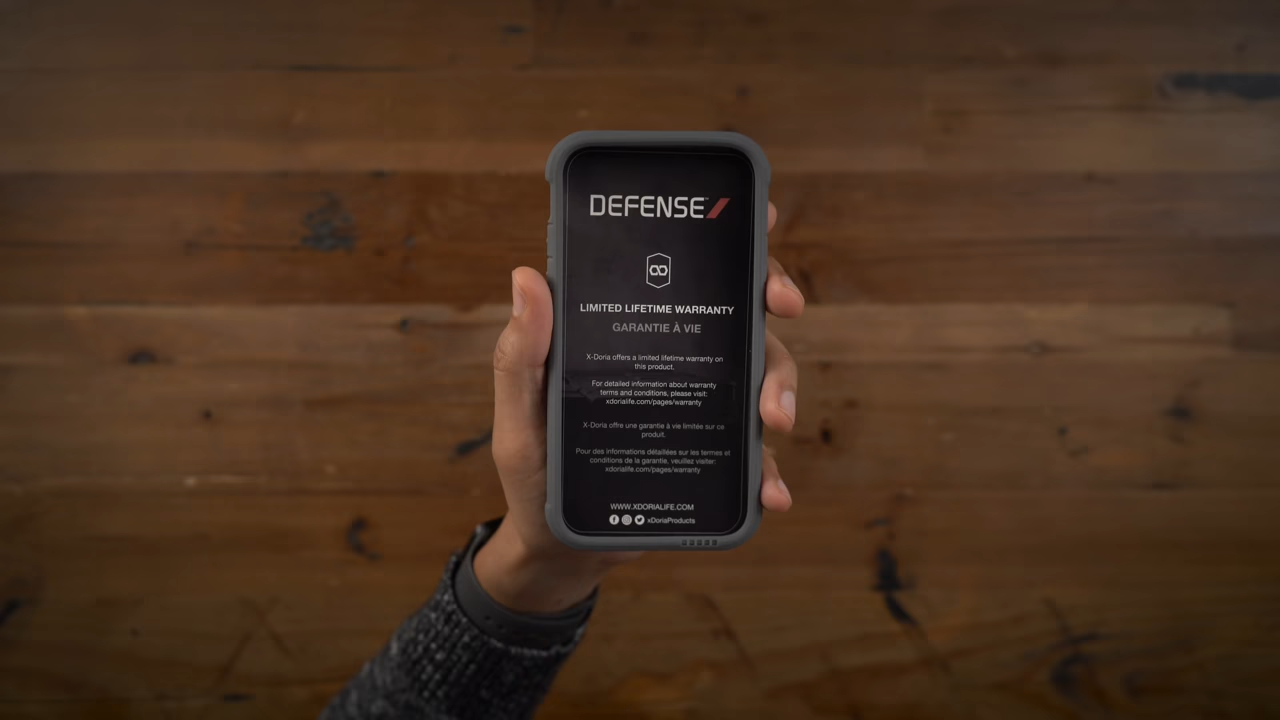 DEFENSE
LIMITED LIFETIME WARRANTY
GARANTIE À VIE
X-Doria offers a limited lifetime warranty on
this product.
For detailed information about warranty
terms and conditions, please visit:
xdorialife.com/pages/warranty
X-Doria offre une garantie à vie limitée sur ce
produit.
Pour des informations détaillées sur les termes et
conditions de la garantie, veuillez visiter:
xdorialife.com/pages/warranty
WWW.XDORIALIFE.COM
xDoriaProducts